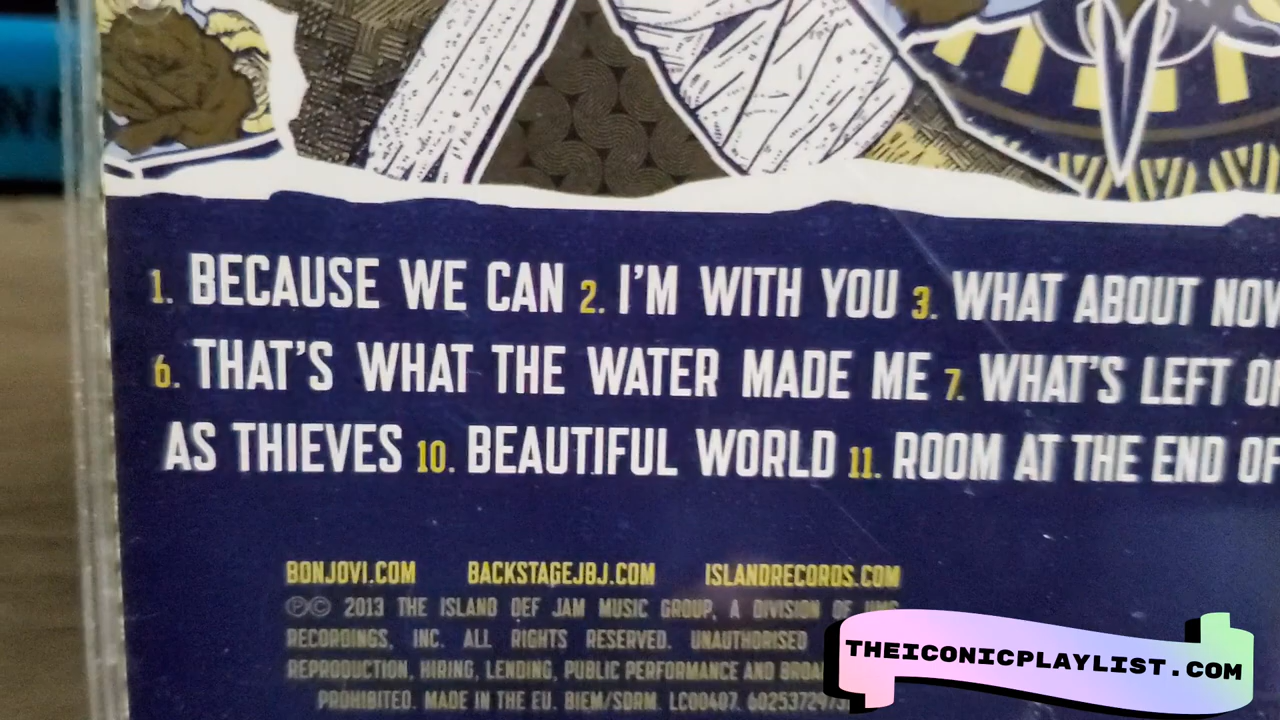 1. BECAUSE WE CAN 2. I'M WITH YOU 3. WHAT ABOUT
6. THAT'S WHAT THE WATER MADE ME 7. WHAT'S LEFT
AS THIEVES 10. BEAUTIFUL WORLD 11. ROOM AT THE END OF
BONJOVI.COM BACKSTAGEJBJ.COM ISLANDRECORDS.COM
℗© 2013 THE ISLAND DEF JAM MUSIC GROUP, A DIVISION OF UMG
RECORDINGS, INC. ALL RIGHTS RESERVED. UNAUTHORISED
REPRODUCTION, HIRING, LENDING, PUBLIC PERFORMANCE AND
PROHIBITED. MADE IN THE EU. BIEM/SDRM. LC00407.
THEICONICPLAYLIST.COM